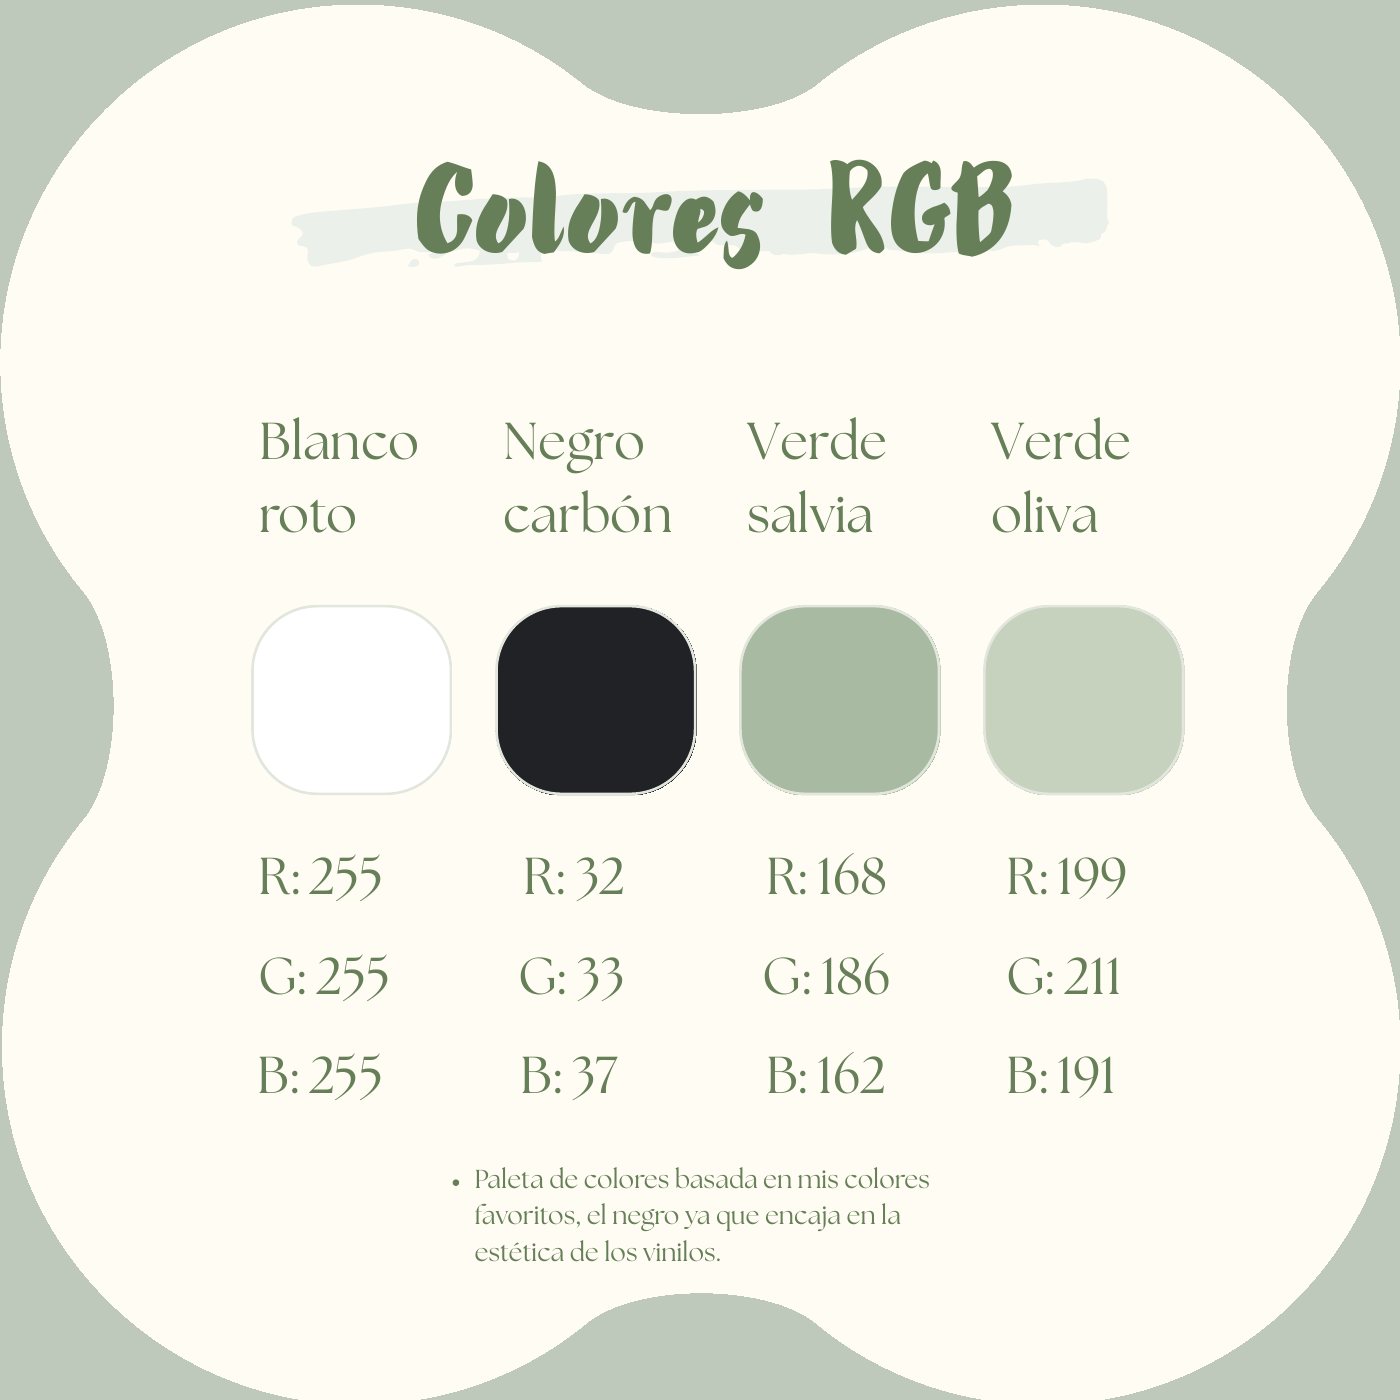 Colores RGB
Blanco
roto
Negro
carbón
Verde
salvia
Verde
oliva
R: 255
G: 255
B: 255
R: 32
G: 33
B: 37
R: 168
G: 186
B: 162
R: 199
G: 211
B: 191
• Paleta de colores basada en mis colores
favoritos, el negro ya que encaja en la
estética de los vinilos.